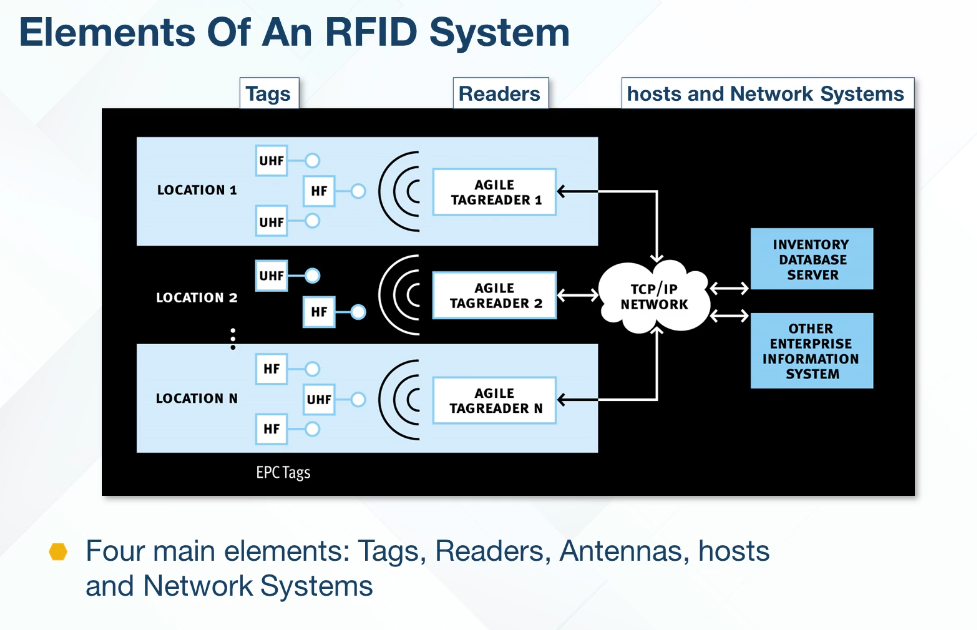 Elements Of An RFID System
Tags
Readers
hosts and Network Systems
LOCATION 1
UHF
HF
UHF
AGILE
TAGREADER 1
LOCATION 2
UHF
HF
AGILE
TAGREADER 2
TCP/IP
NETWORK
INVENTORY
DATABASE
SERVER
OTHER
ENTERPRISE
INFORMATION
SYSTEM
LOCATION N
HF
UHF
HF
AGILE
TAGREADER N
EPC Tags
Four main elements: Tags, Readers, Antennas, hosts
and Network Systems